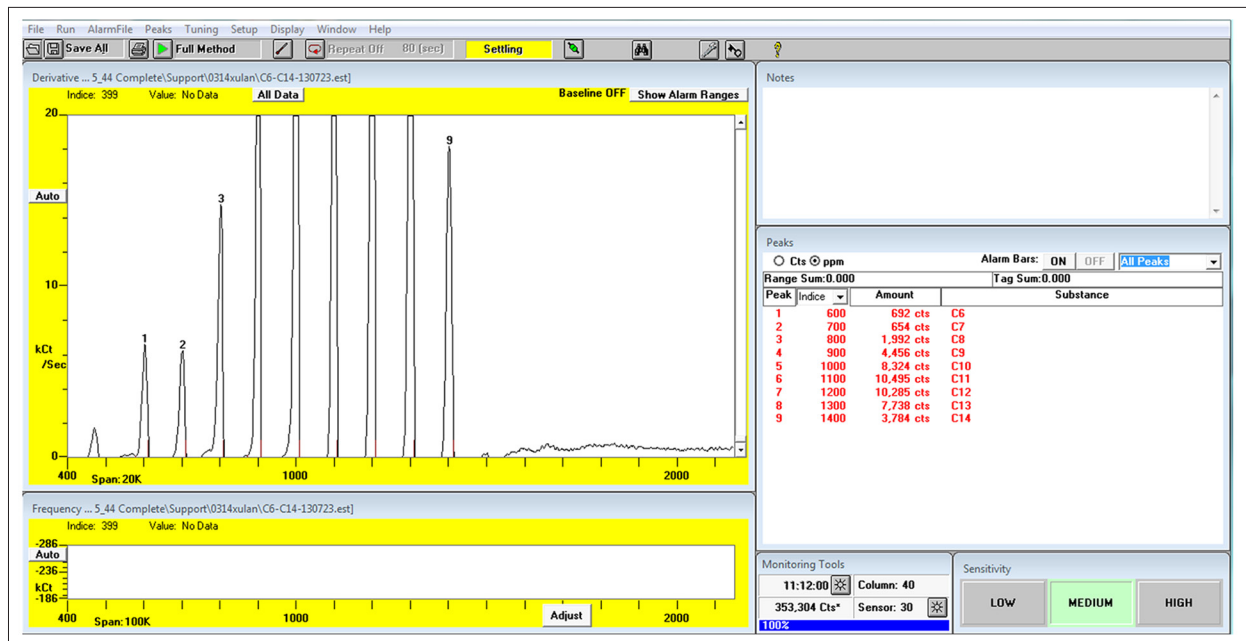 File Run AlarmFile Peaks Tuning Setup Display Window Help
Save All Full Method Repeat Off 80 (sec) Settling
Derivative ... 5_44 Complete\Support\0314xulan\C6-C14-130723.est]
Indice: 399 Value: No Data All Data Baseline OFF Show Alarm Ranges
20
9
3
Auto
10
1
2
kCt
/Sec
0
400 Span:20K 1000 2000
Frequency ... 5_44 Complete\Support\0314xulan\C6-C14-130723.est]
Indice: 399 Value: No Data
-286
Auto
-236
kCt
-186
400 Span:100K 1000 Adjust 2000
Notes
Peaks
Cts ppm Alarm Bars: ON OFF All Peaks
Range Sum:0.000 Tag Sum:0.000
Peak Indice Amount Substance
1 600 692 cts C6
2 700 654 cts C7
3 800 1,992 cts C8
4 900 4,456 cts C9
5 1000 8,324 cts C10
6 1100 10,495 cts C11
7 1200 10,285 cts C12
8 1300 7,738 cts C13
9 1400 3,784 cts C14
Monitoring Tools
11:12:00 Column: 40
353,304 Cts* Sensor: 30
100%
Sensitivity
LOW MEDIUM HIGH